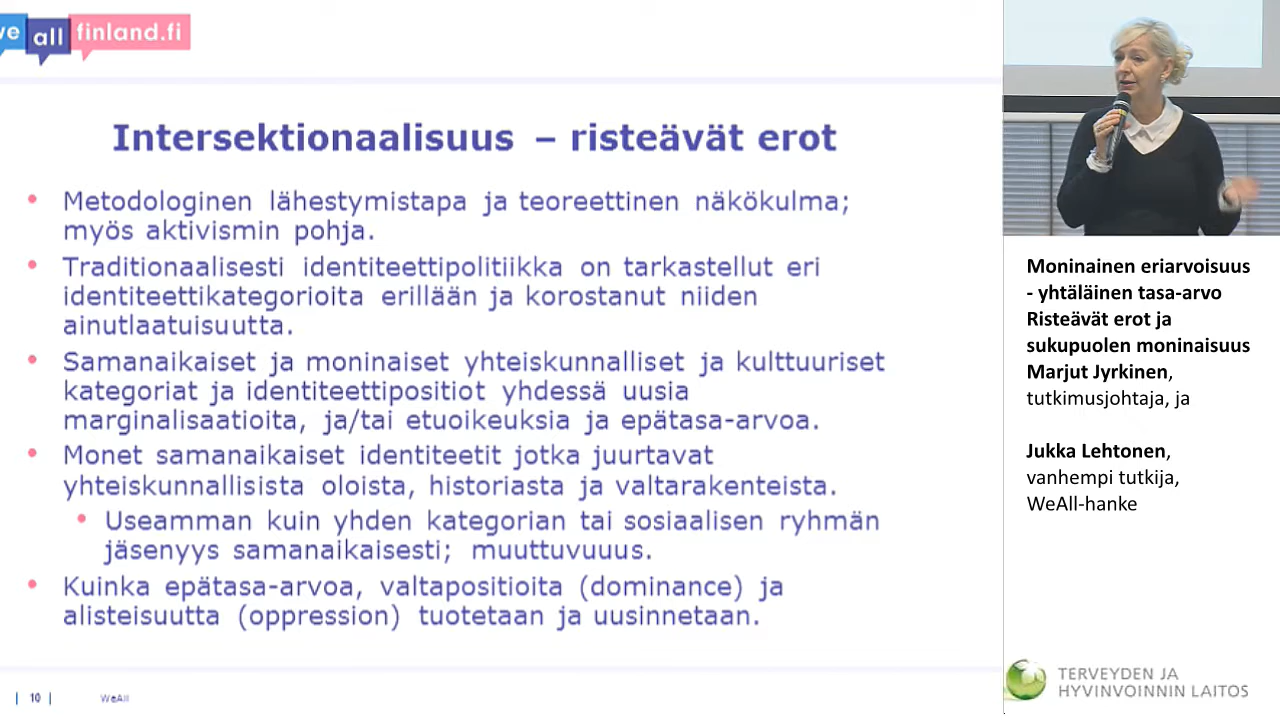 we all finland.fi
Intersektionaalisuus – risteävät erot
• Metodologinen lähestymistapa ja teoreettinen näkökulma;
myös aktivismin pohja.
• Traditionaalisesti identiteettipolitiikka on tarkastellut eri
identiteettikategorioita erillään ja korostanut niiden
ainutlaatuisuutta.
• Samanaikaiset ja moninaiset yhteiskunnalliset ja kulttuuriset
kategoriat ja identiteettipositiot yhdessä uusia
marginalisaatioita, ja/tai etuoikeuksia ja epätasa-arvoa.
• Monet samanaikaiset identiteetit jotka juurtavat
yhteiskunnallisista oloista, historiasta ja valtarakenteista.
• Useamman kuin yhden kategorian tai sosiaalisen ryhmän
jäsenyys samanaikaisesti; muuttuvuuus.
• Kuinka epätasa-arvoa, valtapositioita (dominance) ja
alisteisuutta (oppression) tuotetaan ja uusinnetaan.
| 10 | WeAll
Moninainen eriarvoisuus
- yhtäläinen tasa-arvo
Risteävät erot ja
sukupuolen moninaisuus
Marjut Jyrkinen,
tutkimusjohtaja, ja
Jukka Lehtonen,
vanhempi tutkija,
WeAll-hanke
TERVEYDEN JA
HYVINVOINNIN LAITOS